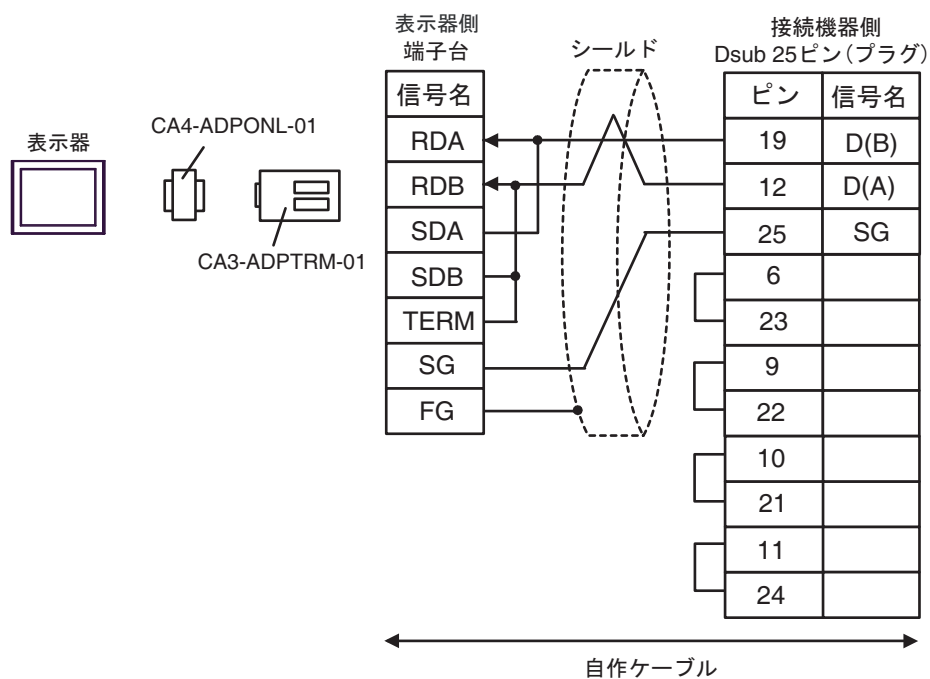 表示器
CA4-ADPONL-01
CA3-ADPTRM-01
表示器側
端子台
信号名
RDA
RDB
SDA
SDB
TERM
SG
FG
シールド
接続機器側
Dsub 25ピン(プラグ)
ピン 信号名
19 D(B)
12 D(A)
25 SG
6
23
9
22
10
21
11
24
自作ケーブル